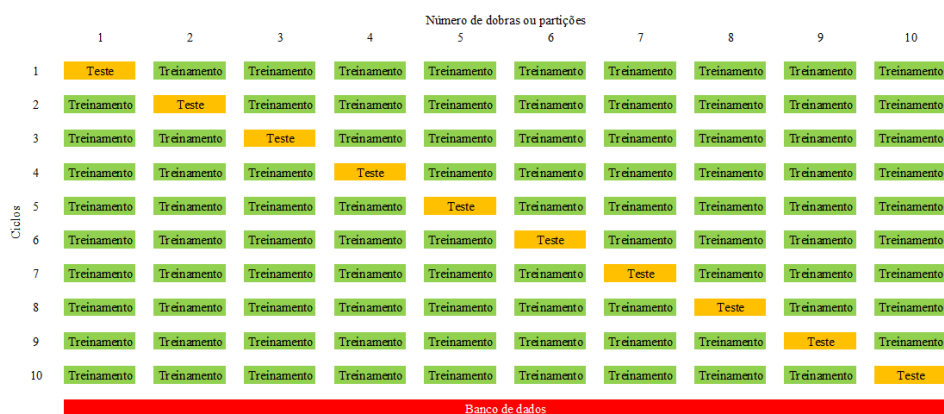 Número de dobras ou partições
1 2 3 4 5 6 7 8 9 10
Ciclos
1 Teste Treinamento Treinamento Treinamento Treinamento Treinamento Treinamento Treinamento Treinamento Treinamento
2 Treinamento Teste Treinamento Treinamento Treinamento Treinamento Treinamento Treinamento Treinamento Treinamento
3 Treinamento Treinamento Teste Treinamento Treinamento Treinamento Treinamento Treinamento Treinamento Treinamento
4 Treinamento Treinamento Treinamento Teste Treinamento Treinamento Treinamento Treinamento Treinamento Treinamento
5 Treinamento Treinamento Treinamento Treinamento Teste Treinamento Treinamento Treinamento Treinamento Treinamento
6 Treinamento Treinamento Treinamento Treinamento Treinamento Teste Treinamento Treinamento Treinamento Treinamento
7 Treinamento Treinamento Treinamento Treinamento Treinamento Treinamento Teste Treinamento Treinamento Treinamento
8 Treinamento Treinamento Treinamento Treinamento Treinamento Treinamento Treinamento Teste Treinamento Treinamento
9 Treinamento Treinamento Treinamento Treinamento Treinamento Treinamento Treinamento Treinamento Teste Treinamento
10 Treinamento Treinamento Treinamento Treinamento Treinamento Treinamento Treinamento Treinamento Treinamento Teste
Banco de dados